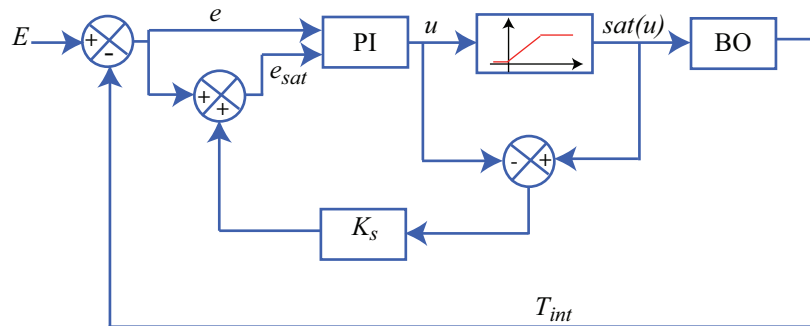 e
E
+
-
PI
u
sat(u)
BO
e_sat
+
+
-
+
K_s
T_int